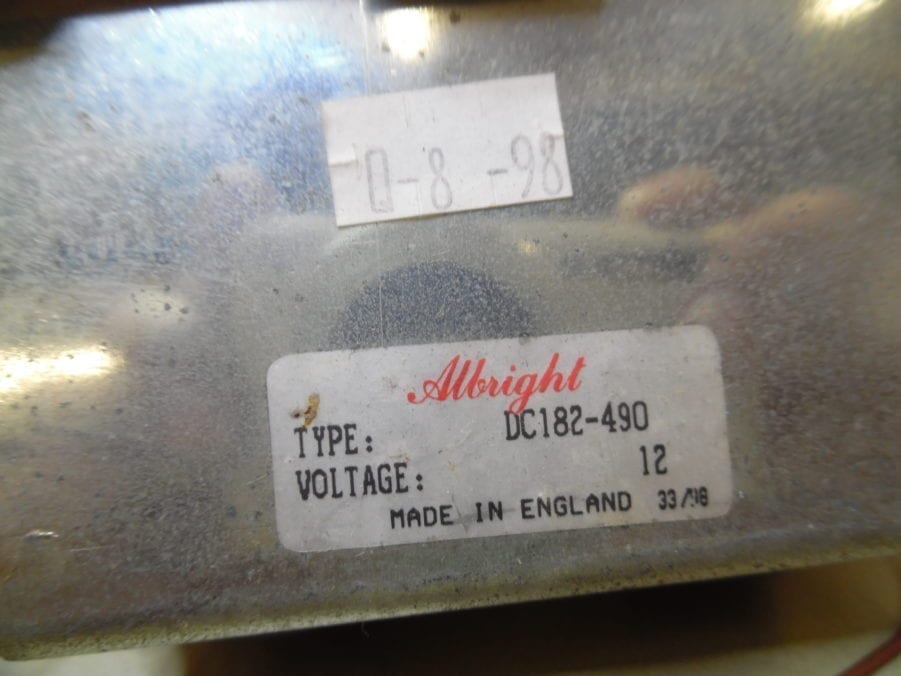 0-8 -98
Albright
TYPE: DC182-490
VOLTAGE: 12
MADE IN ENGLAND 33/98